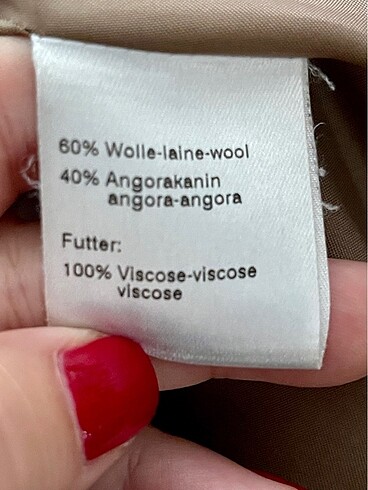 60% Wolle-laine-wool
40% Angorakanin
angora-angora
Futter:
100% Viscose-viscose
viscose